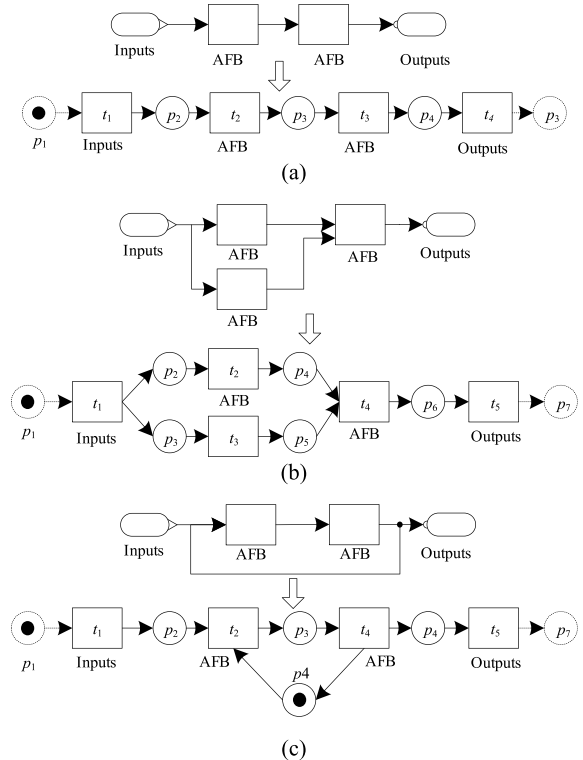 Inputs AFB AFB Outputs
p1 t1 p2 t2 p3 t3 p4 t4 p3
Inputs AFB AFB Outputs
(a)
Inputs AFB AFB Outputs
AFB
p2 t2 p4
AFB
p1 t1 t4 p6 t5 p7
Inputs AFB Outputs
p3 t3 p5
(b)
Inputs AFB AFB Outputs
p1 t1 p2 t2 p3 t4 p4 t5 p7
Inputs AFB AFB Outputs
p4
(c)